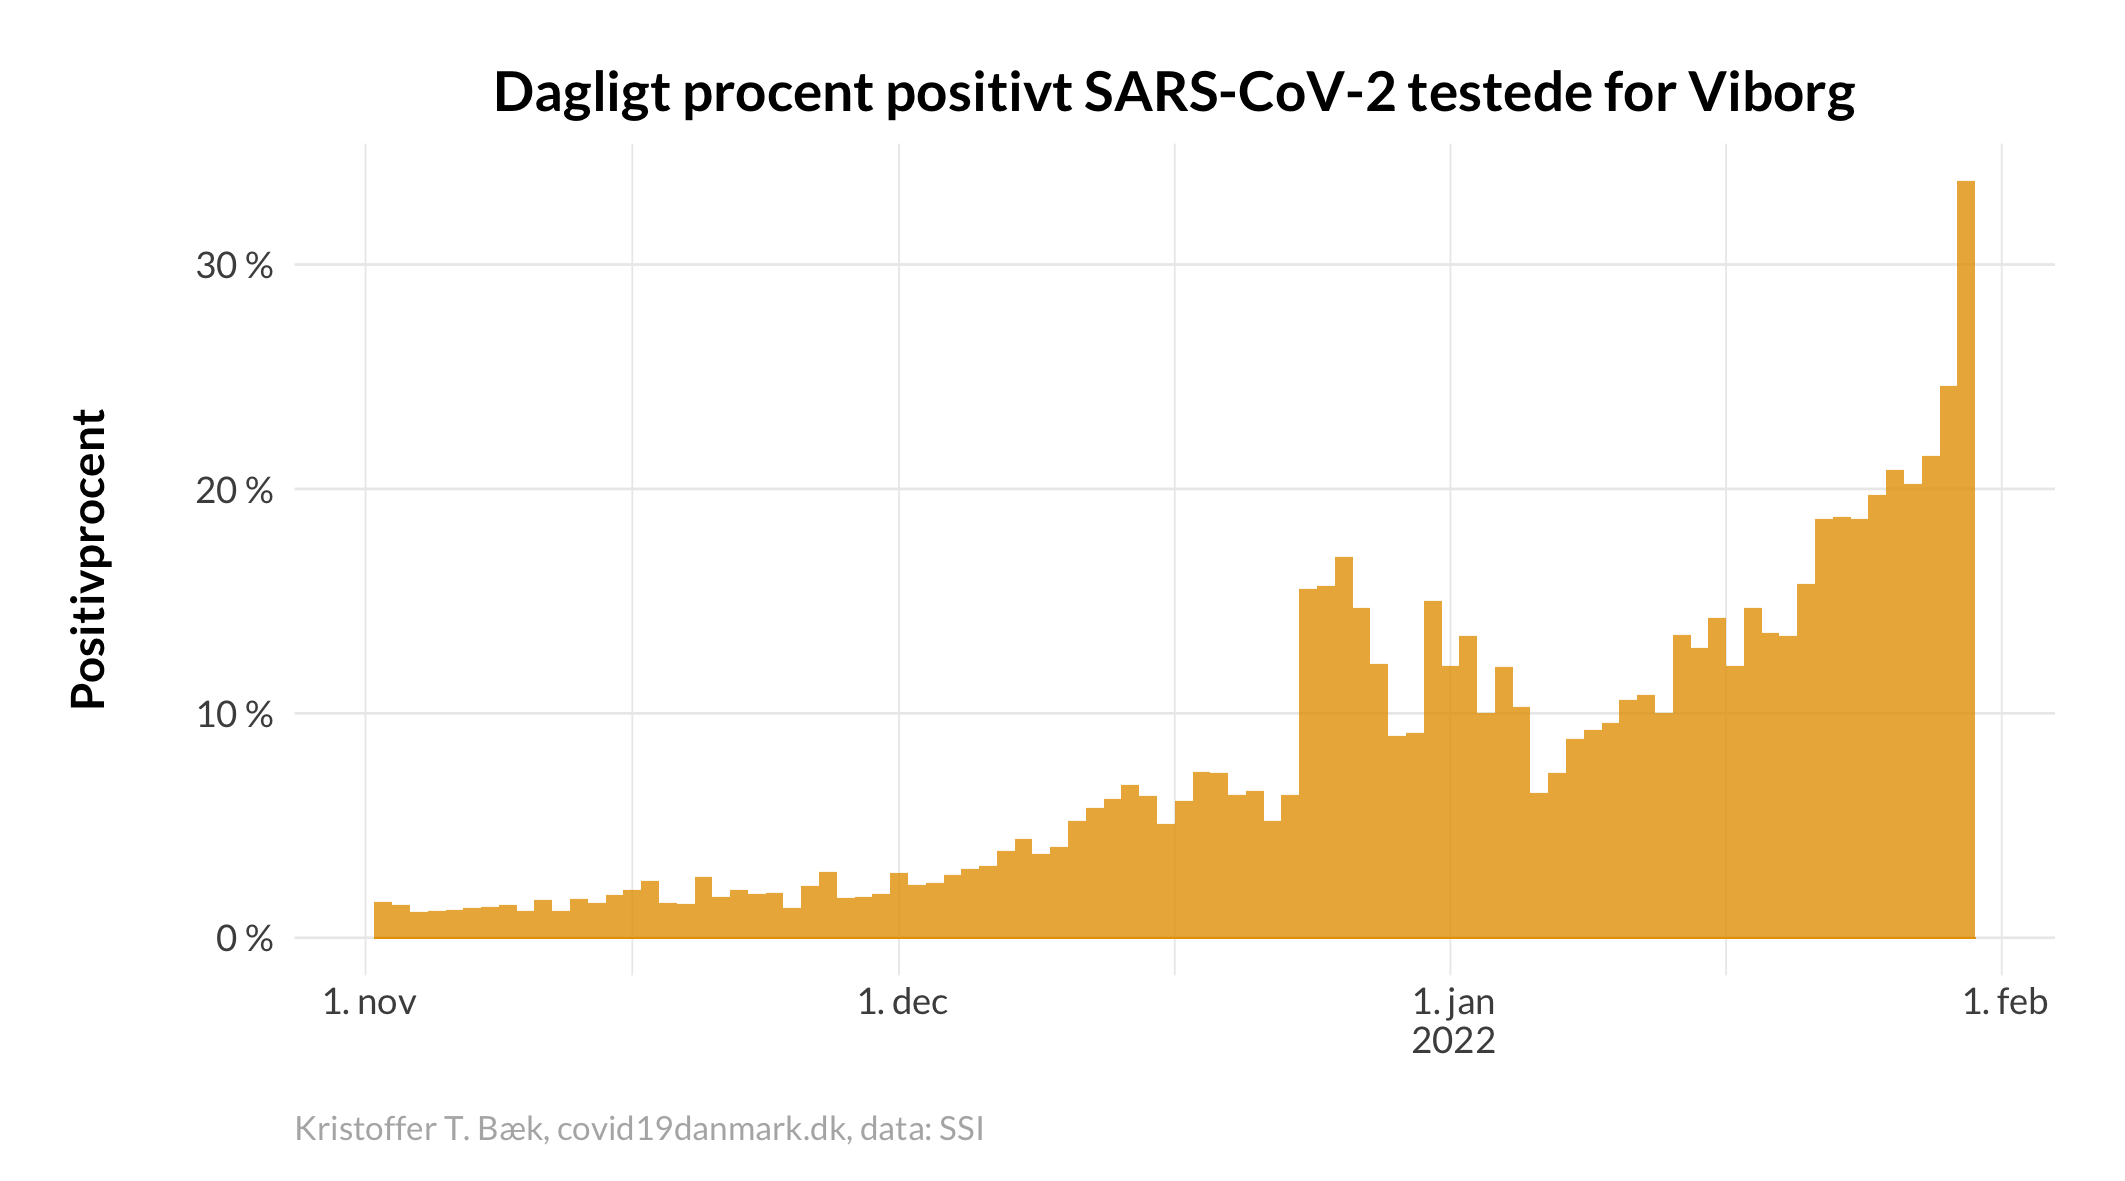 Dagligt procent positivt SARS-CoV-2 testede for Viborg
Positivprocent
30 %
20 %
10 %
0 %
1. nov
1. dec
1. jan
2022
1. feb
Kristoffer T. Bæk, covid19danmark.dk, data: SSI